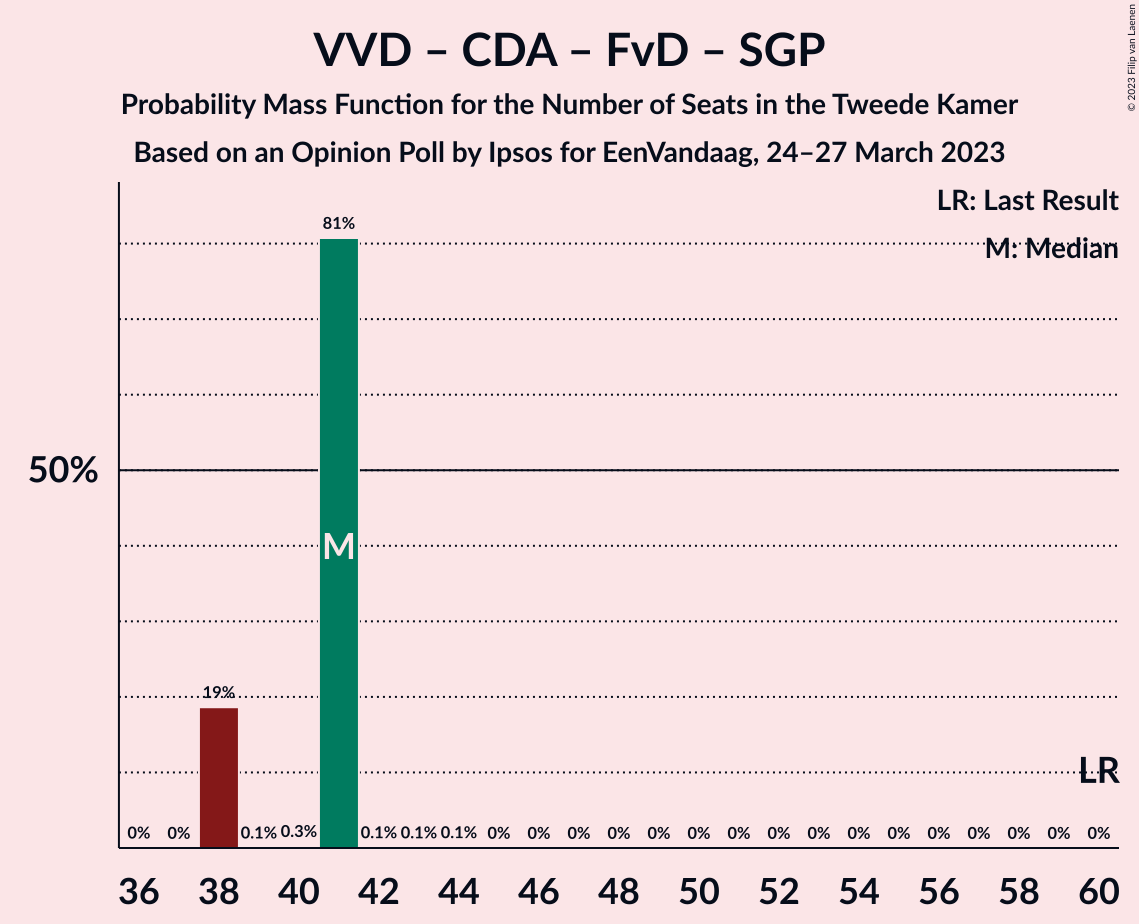 VVD – CDA – FvD – SGP
Probability Mass Function for the Number of Seats in the Tweede Kamer
Based on an Opinion Poll by Ipsos for EenVandaag, 24–27 March 2023
© 2023 Filip van Laenen
LR: Last Result
M: Median
81%
50%
M
19%
LR
0% 0% 0.1% 0.3% 0.1% 0.1% 0.1% 0% 0% 0% 0% 0% 0% 0% 0% 0% 0% 0% 0% 0% 0% 0% 0%
36 38 40 42 44 46 48 50 52 54 56 58 60